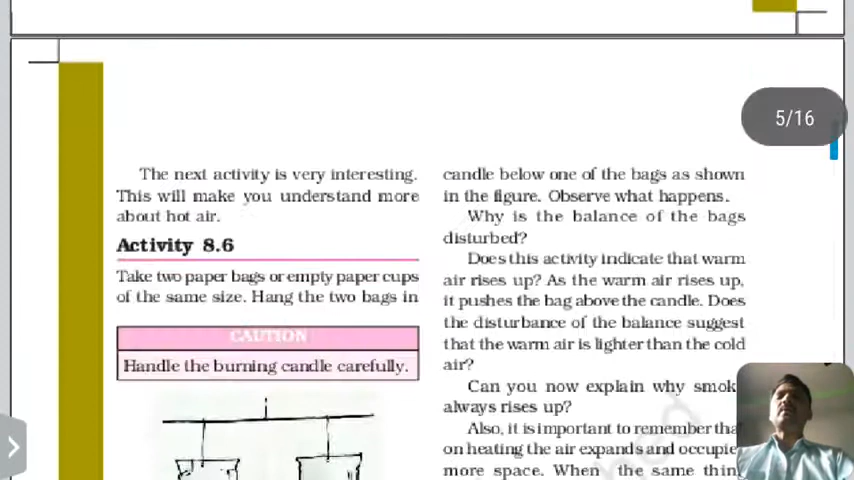 5/16
The next activity is very interesting.
This will make you understand more
about hot air.
Activity 8.6
Take two paper bags or empty paper cups
of the same size. Hang the two bags in
CAUTION
Handle the burning candle carefully.
candle below one of the bags as shown
in the figure. Observe what happens.
Why is the balance of the bags
disturbed?
Does this activity indicate that warm
air rises up? As the warm air rises up,
it pushes the bag above the candle. Does
the disturbance of the balance suggest
that the warm air is lighter than the cold
air?
Can you now explain why smok
always rises up?
Also, it is important to remember tha
on heating the air expands and occupie
more space. When the same thin